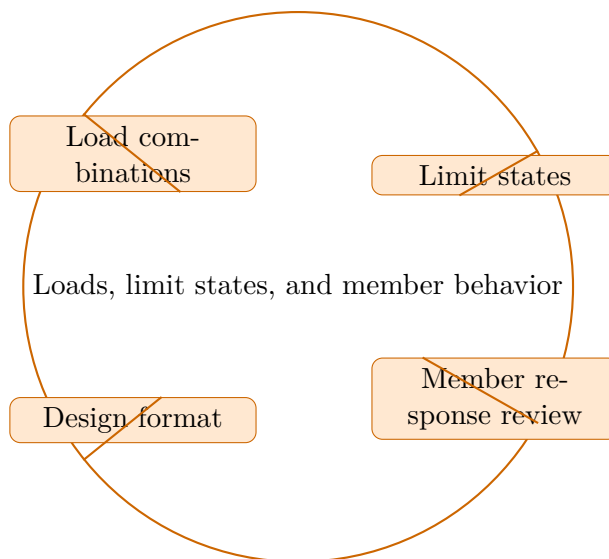 Load com-
binations
Limit states
Loads, limit states, and member behavior
Member re-
sponse review
Design format